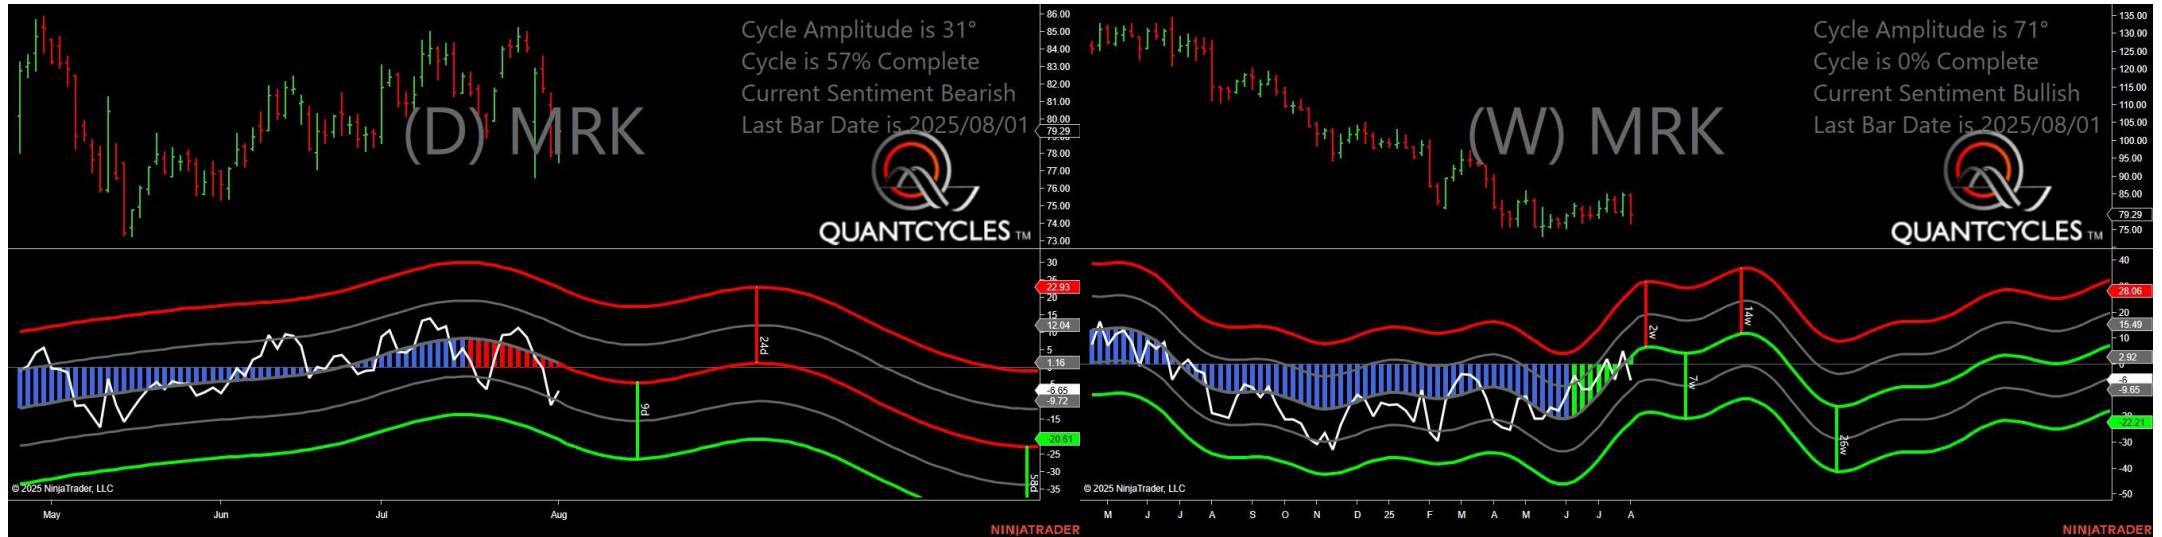 Cycle Amplitude is 31°
Cycle is 57% Complete
Current Sentiment Bearish
Last Bar Date is 2025/08/01
(D) MRK
QUANTCYCLES TM
86.00
85.00
84.00
83.00
82.00
81.00
80.00
79.29
78.00
77.00
76.00
75.00
74.00
73.00
30
25
22.93
20
15
12.04
10
5
1.16
-6.65
-9.72
-15
-20.61
-25
-30
-35
24d
9d
58d
© 2025 NinjaTrader, LLC
May Jun Jul Aug
NINJATRADER
Cycle Amplitude is 71°
Cycle is 0% Complete
Current Sentiment Bullish
Last Bar Date is 2025/08/01
(W) MRK
QUANTCYCLES TM
135.00
130.00
125.00
120.00
115.00
110.00
105.00
100.00
95.00
90.00
85.00
79.29
75.00
40
28.06
20
15.49
10
2.92
0
-6
-9.65
-22.21
-30
-40
-50
2w
14w
7w
26w
© 2025 NinjaTrader, LLC
M J J A S O N D 25 F M A M J J A
NINJATRADER